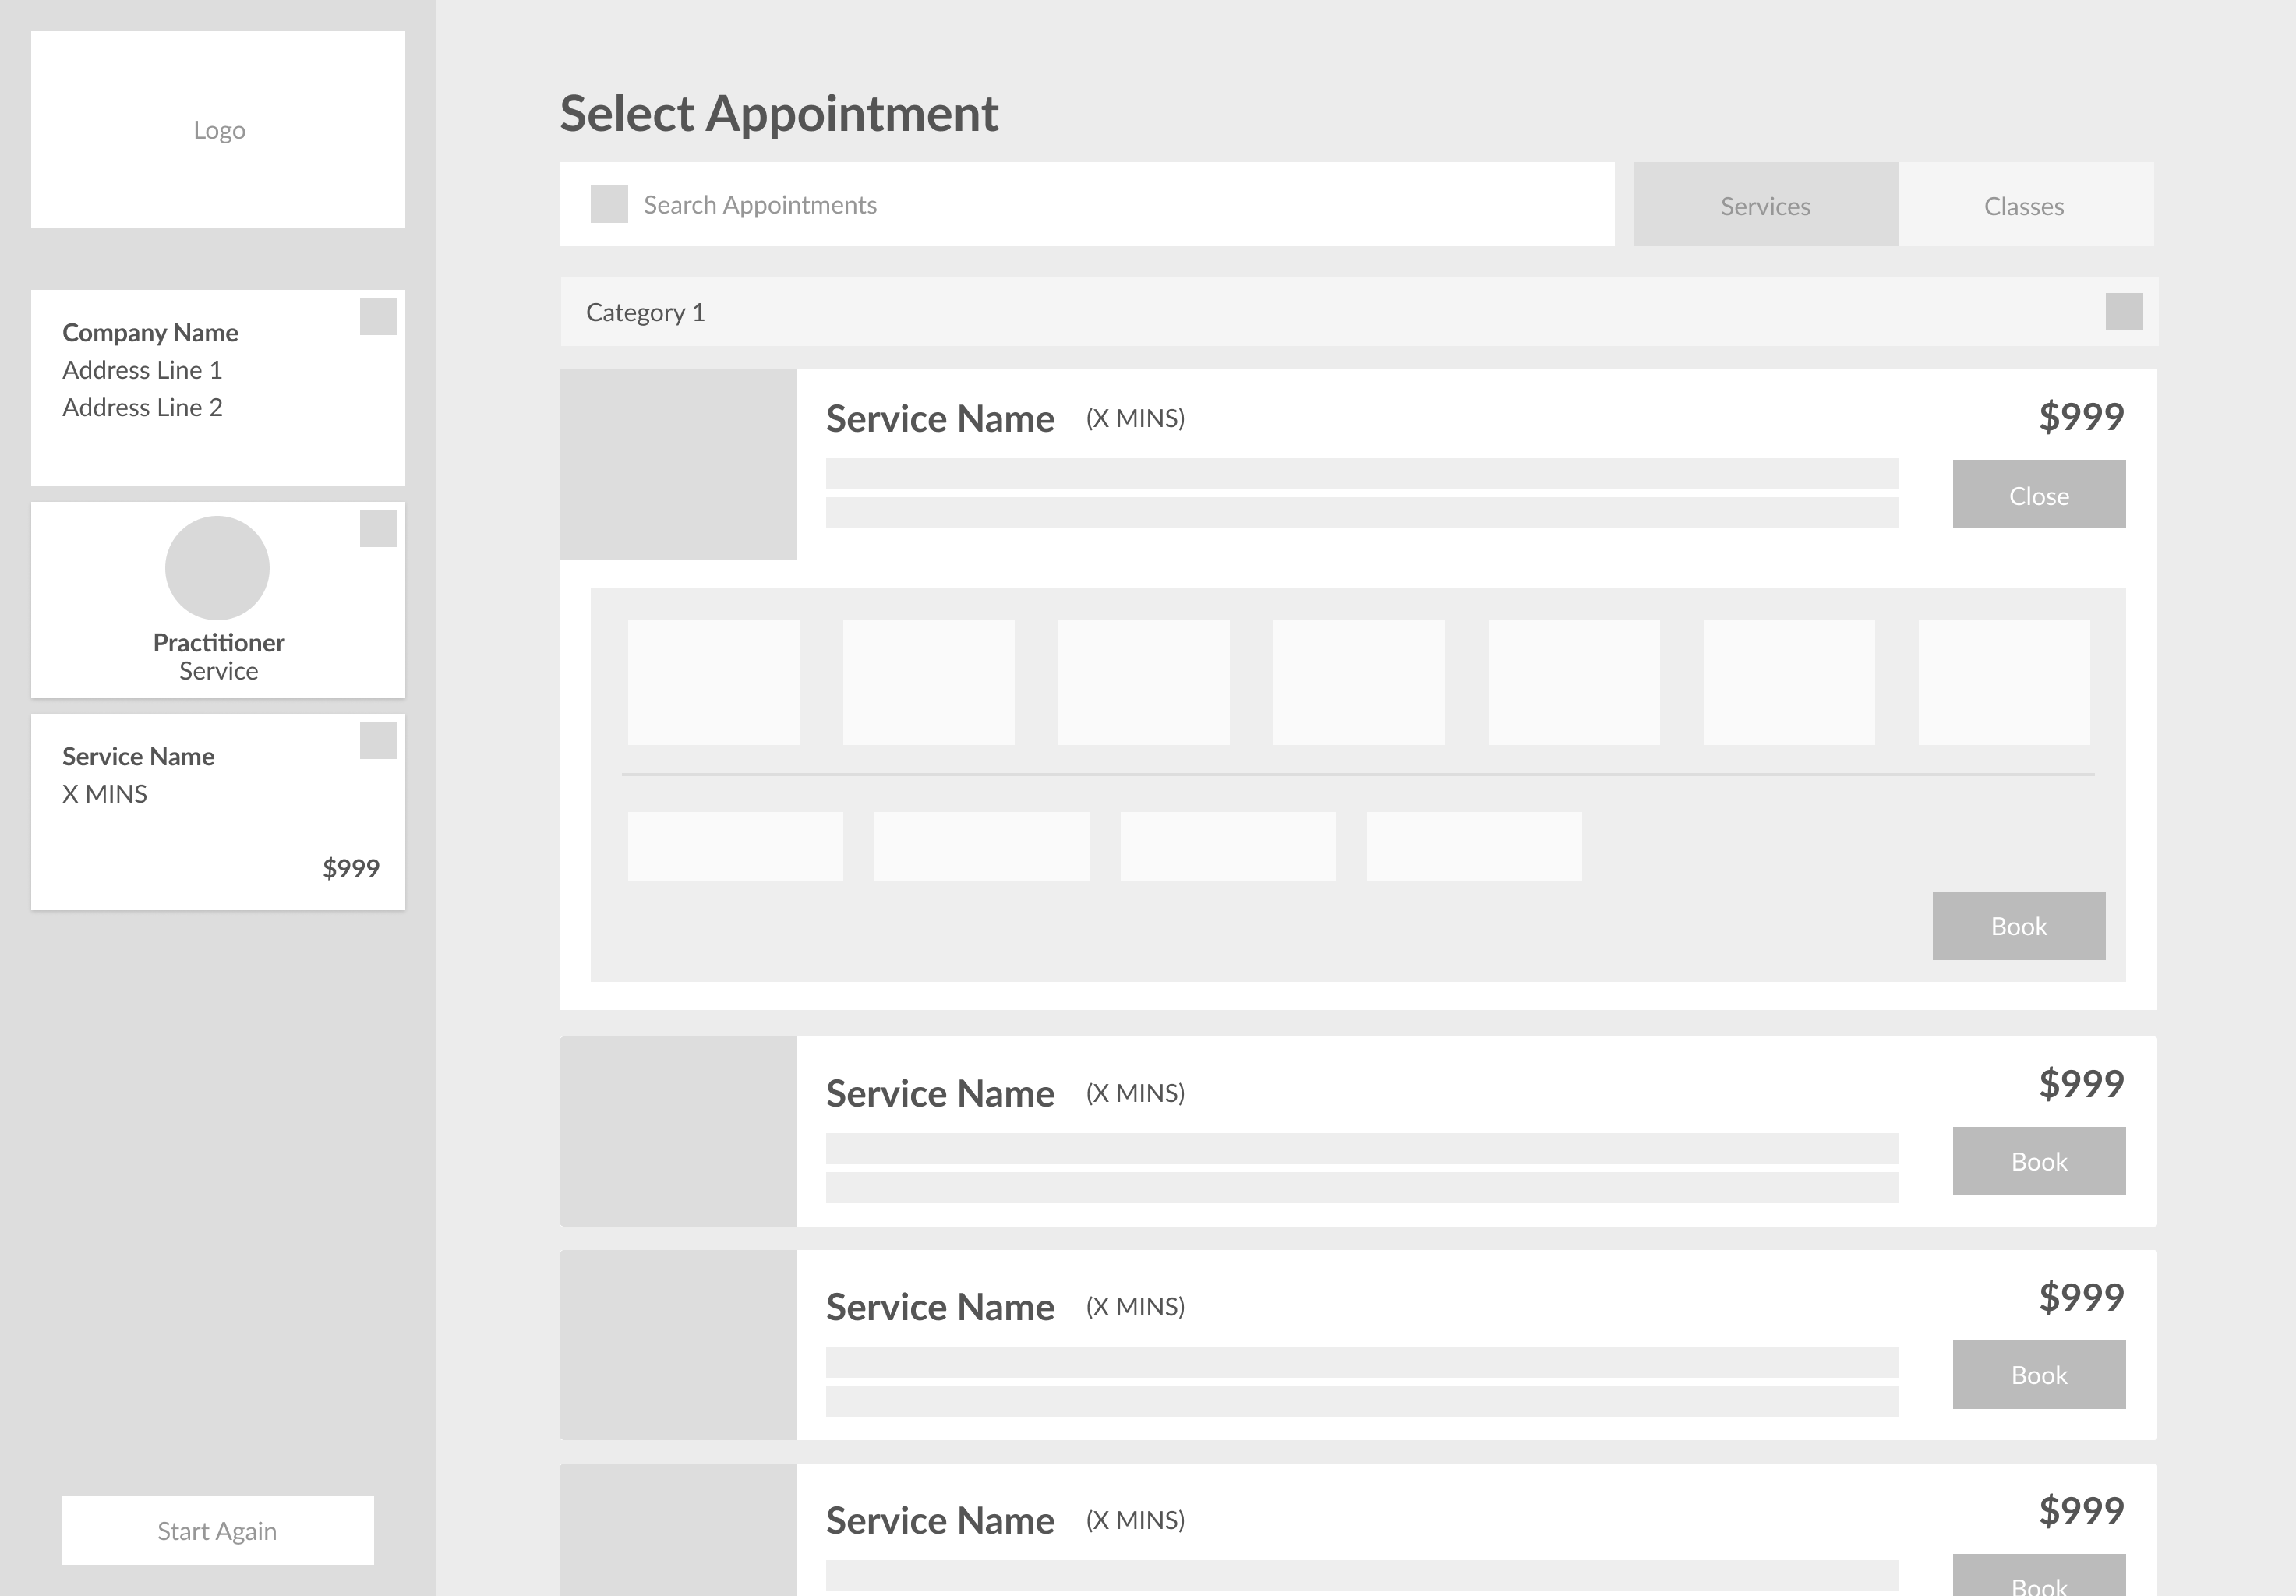 Logo
Company Name
Address Line 1
Address Line 2
Practitioner
Service
Service Name
X MINS
$999
Start Again
Select Appointment
Search Appointments
Services
Classes
Category 1
Service Name (X MINS)
$999
Close
Book
Service Name (X MINS)
$999
Book
Service Name (X MINS)
$999
Book
Service Name (X MINS)
$999
Book